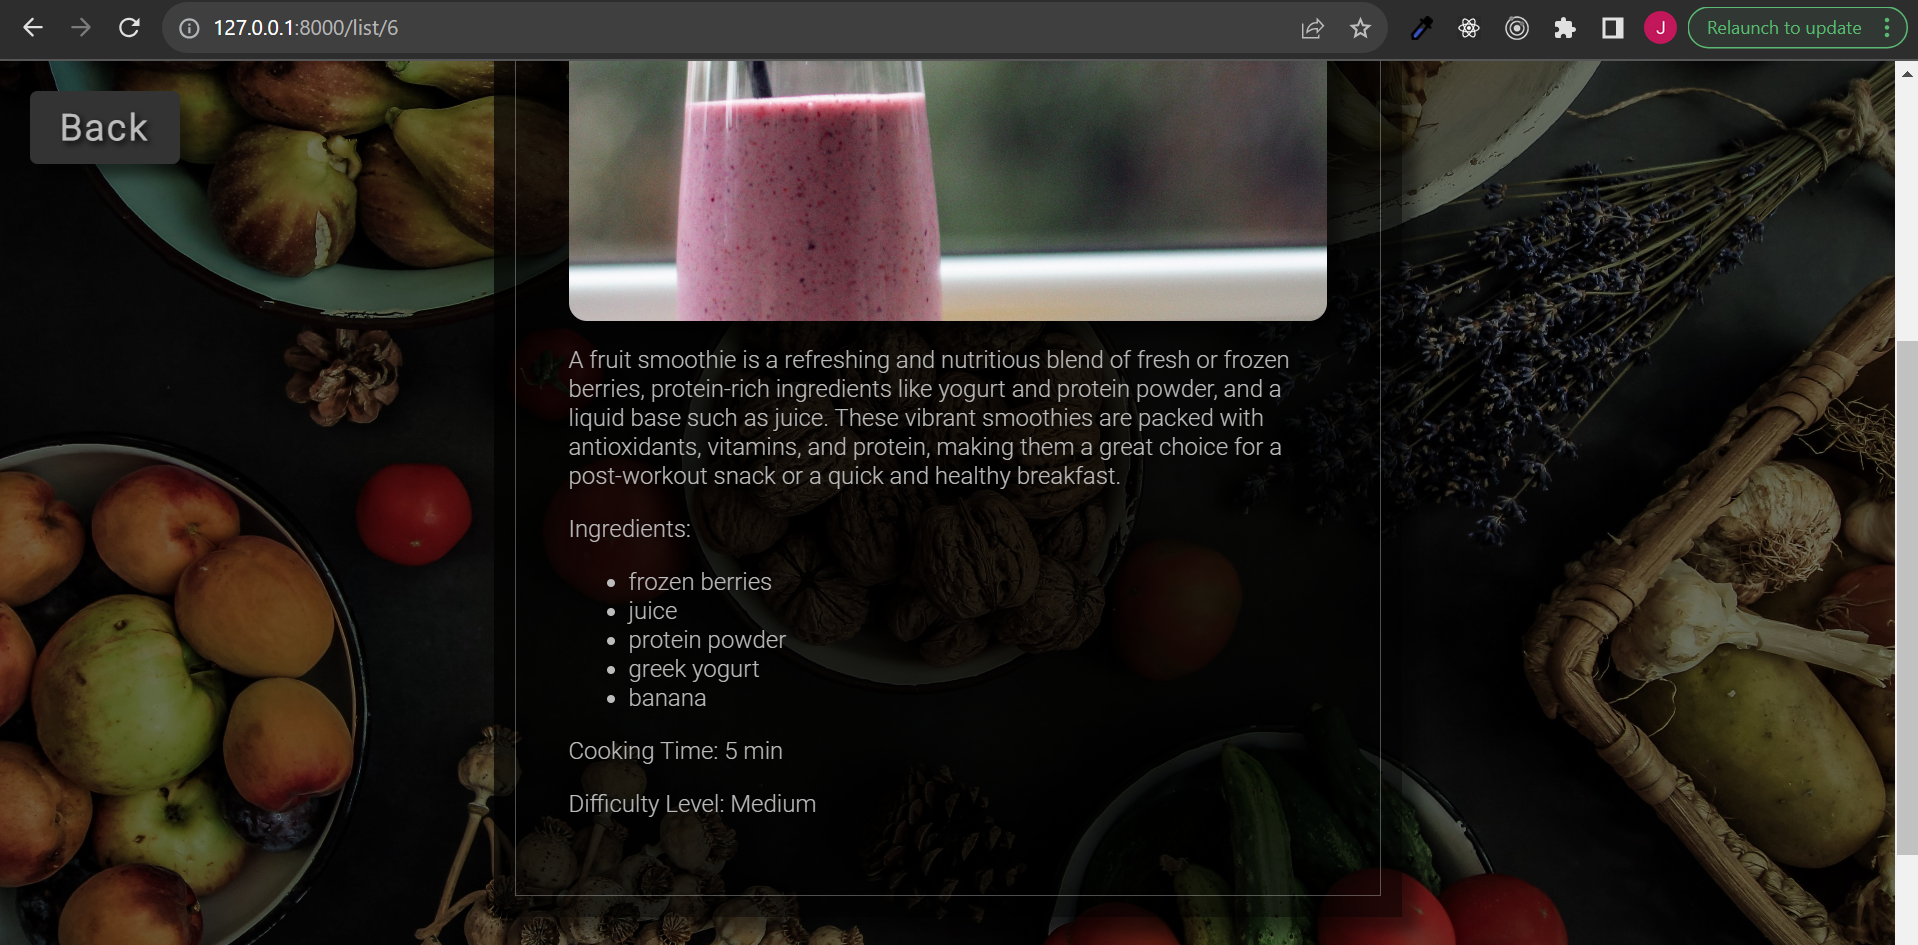 127.0.0.1:8000/list/6
J
Relaunch to update
Back
A fruit smoothie is a refreshing and nutritious blend of fresh or frozen
berries, protein-rich ingredients like yogurt and protein powder, and a
liquid base such as juice. These vibrant smoothies are packed with
antioxidants, vitamins, and protein, making them a great choice for a
post-workout snack or a quick and healthy breakfast.
Ingredients:
frozen berries
juice
protein powder
greek yogurt
banana
Cooking Time: 5 min
Difficulty Level: Medium